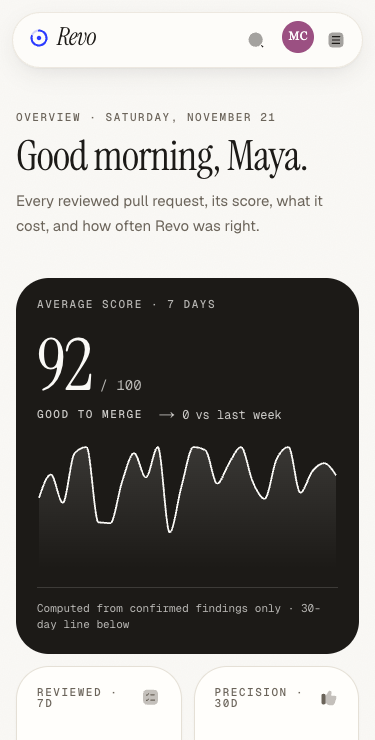 Revo
MC
OVERVIEW · SATURDAY, NOVEMBER 21
Good morning, Maya.
Every reviewed pull request, its score, what it
cost, and how often Revo was right.
AVERAGE SCORE · 7 DAYS
92 / 100
GOOD TO MERGE → 0 vs last week
Computed from confirmed findings only · 30-
day line below
REVIEWED ·
7D
PRECISION ·
30D